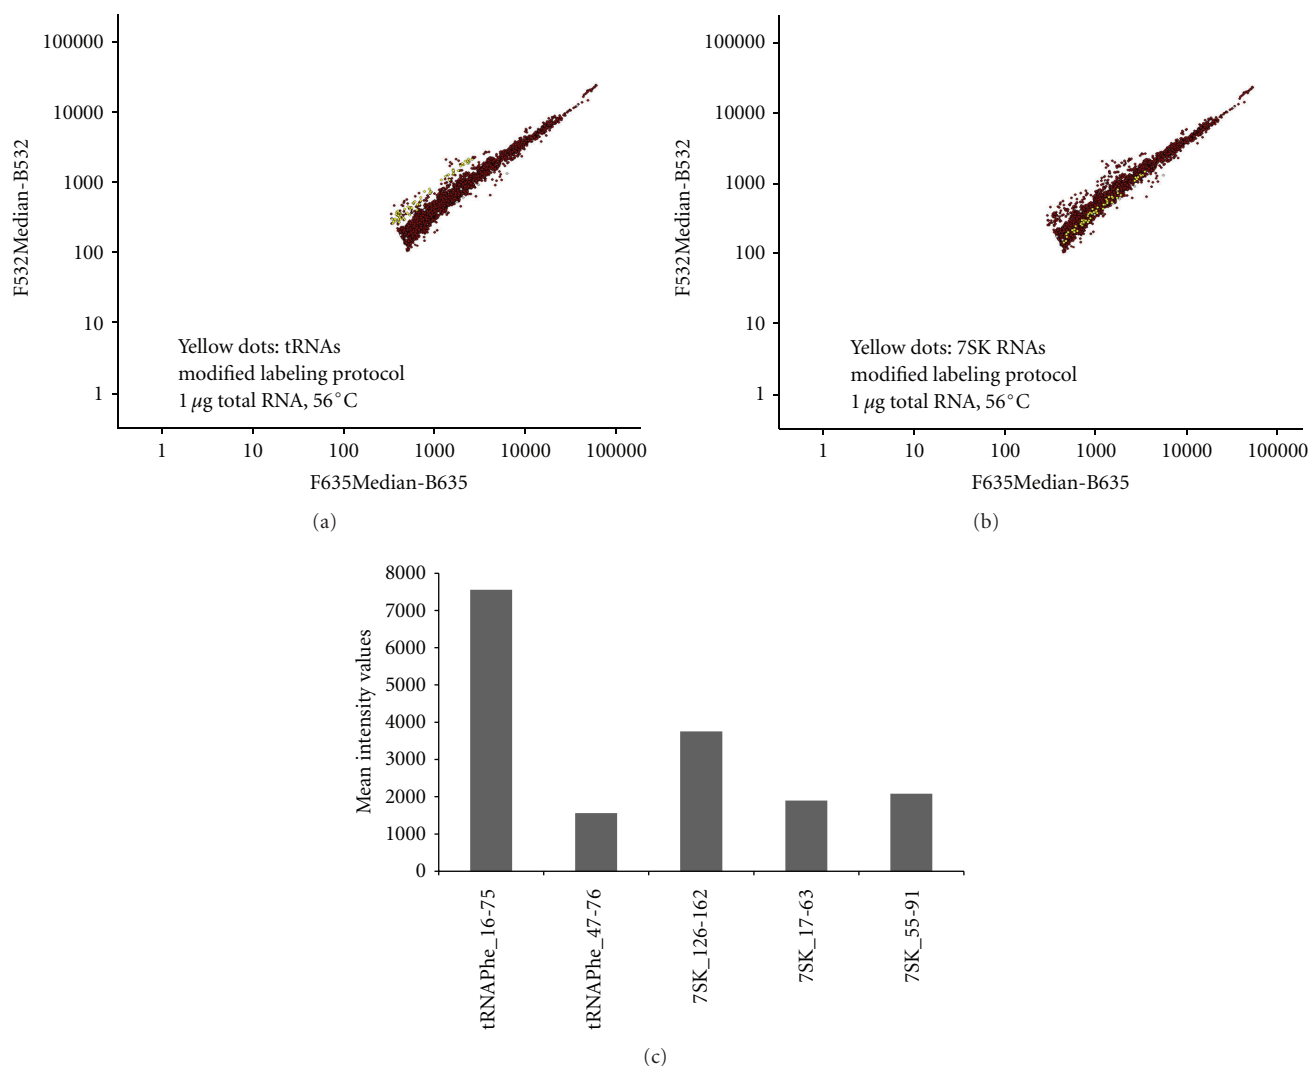 100000
10000
1000
100
10
1
F532Median-B532
Yellow dots: tRNAs
modified labeling protocol
1 µg total RNA, 56°C
1 10 100 1000 10000 100000
F635Median-B635
(a)
100000
10000
1000
100
10
1
F532Median-B532
Yellow dots: 7SK RNAs
modified labeling protocol
1 µg total RNA, 56°C
1 10 100 1000 10000 100000
F635Median-B635
(b)
8000
7000
6000
5000
4000
3000
2000
1000
0
Mean intensity values
tRNAPhe_16-75
tRNAPhe_47-76
7SK_126-162
7SK_17-63
7SK_55-91
(c)